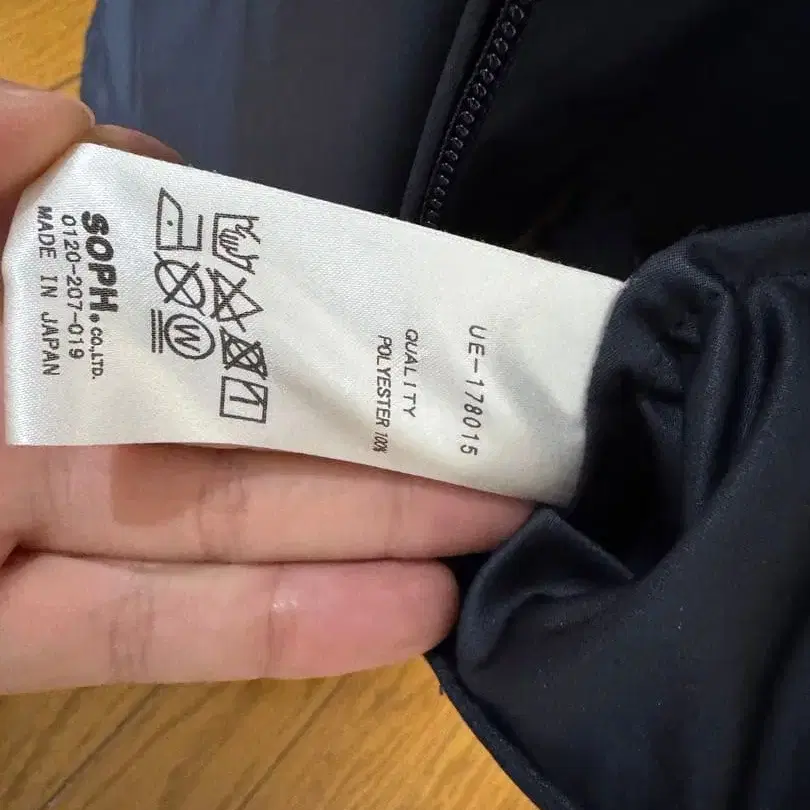 UE-178015
QUALITY
POLYESTER 100%
W
SOPH.CO.,LTD.
0120-207-019
MADE IN JAPAN